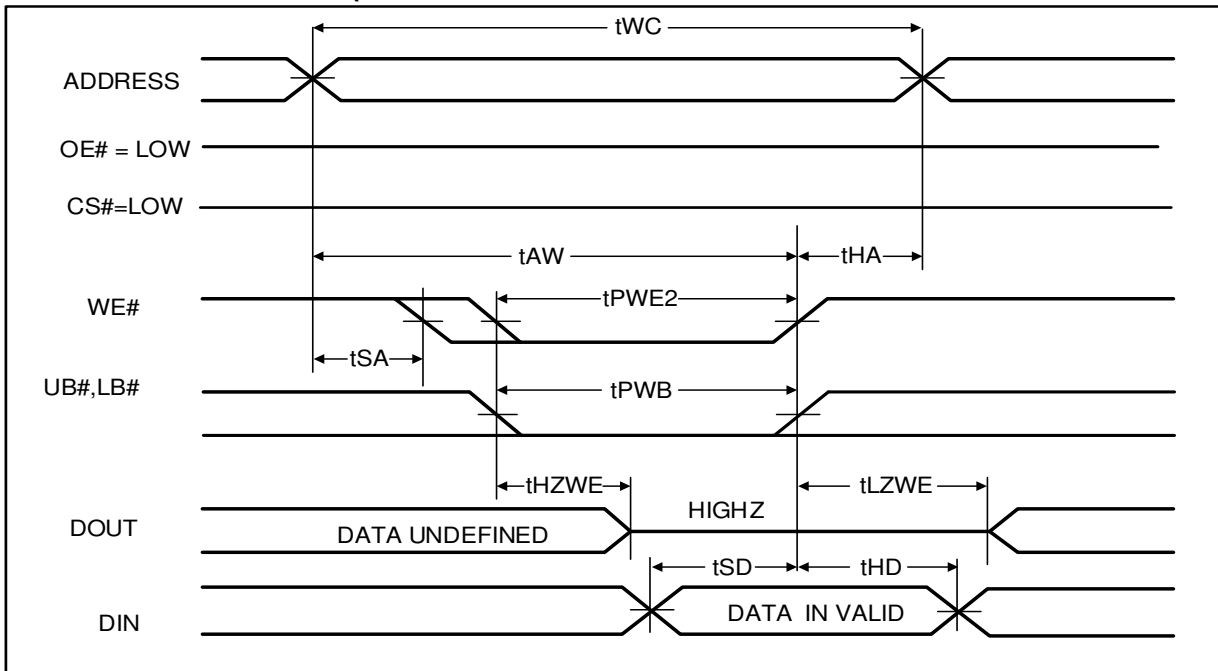 tWC
ADDRESS
OE# = LOW
CS#=LOW
tAW
tHA
WE#
tPWE2
tSA
UB#,LB#
tPWB
tHZWE
tLZWE
DOUT
DATA UNDEFINED
HIGHZ
tSD
tHD
DIN
DATA IN VALID